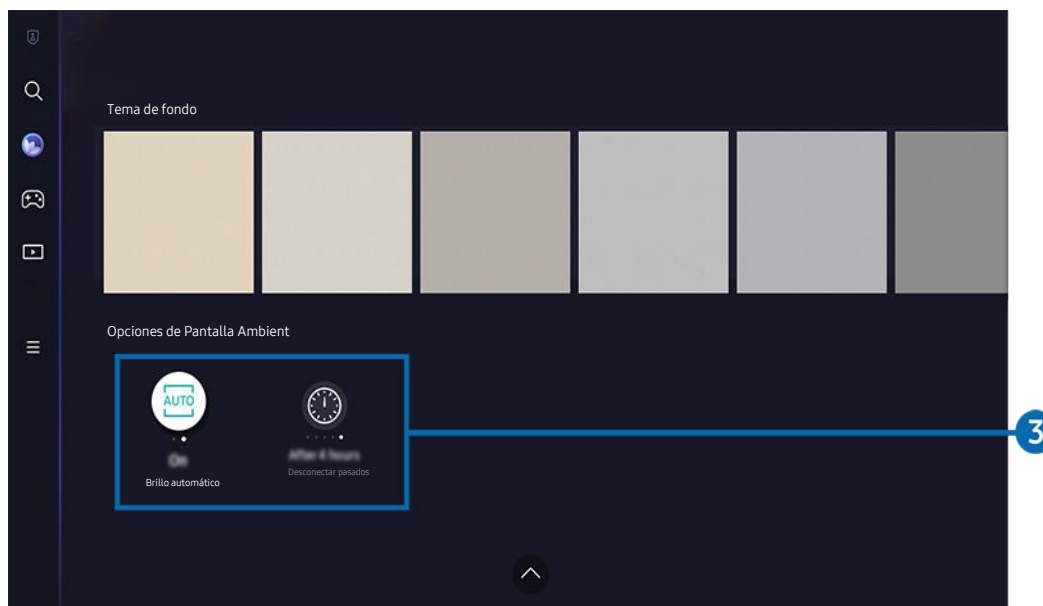 Tema de fondo
Opciones de Pantalla Ambient
AUTO
On
After 4 hours
Brillo automático
Desconectar pasados
3